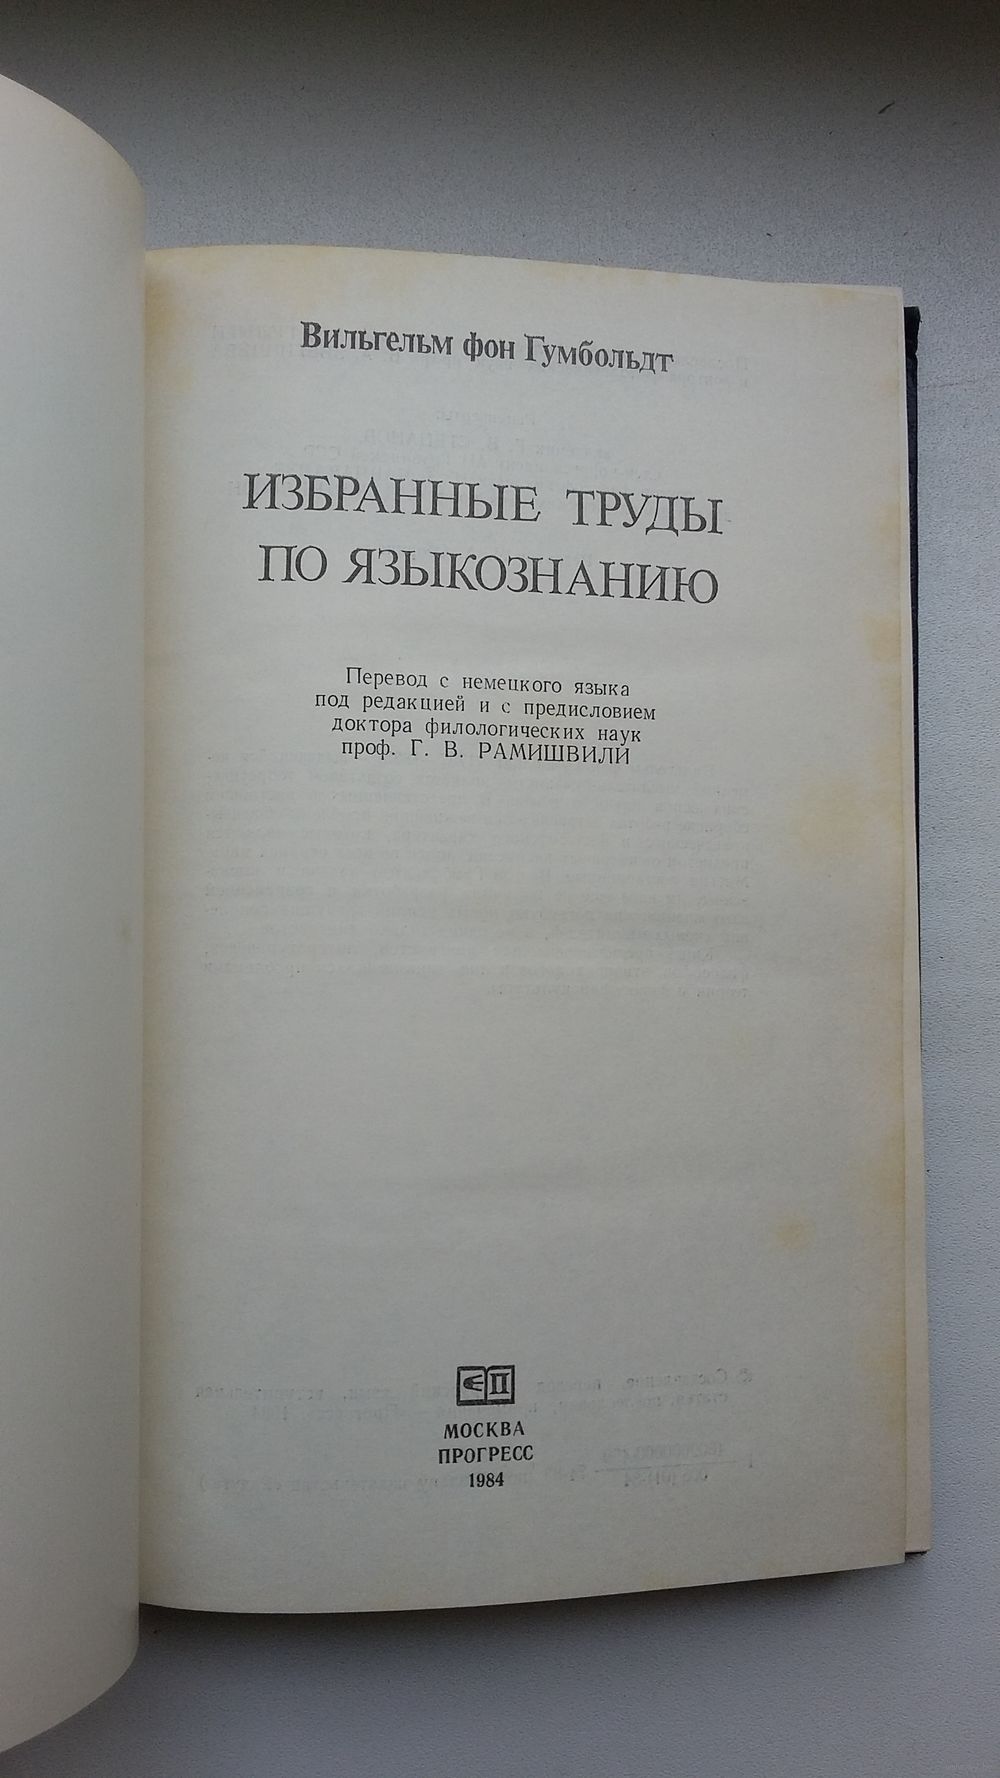 Вильгельм фон Гумбольдт
ИЗБРАННЫЕ ТРУДЫ
ПО ЯЗЫКОЗНАНИЮ
Перевод с немецкого языка
под редакцией и с предисловием
доктора филологических наук
проф. Г. В. РАМИШВИЛИ
МОСКВА
ПРОГРЕСС
1984